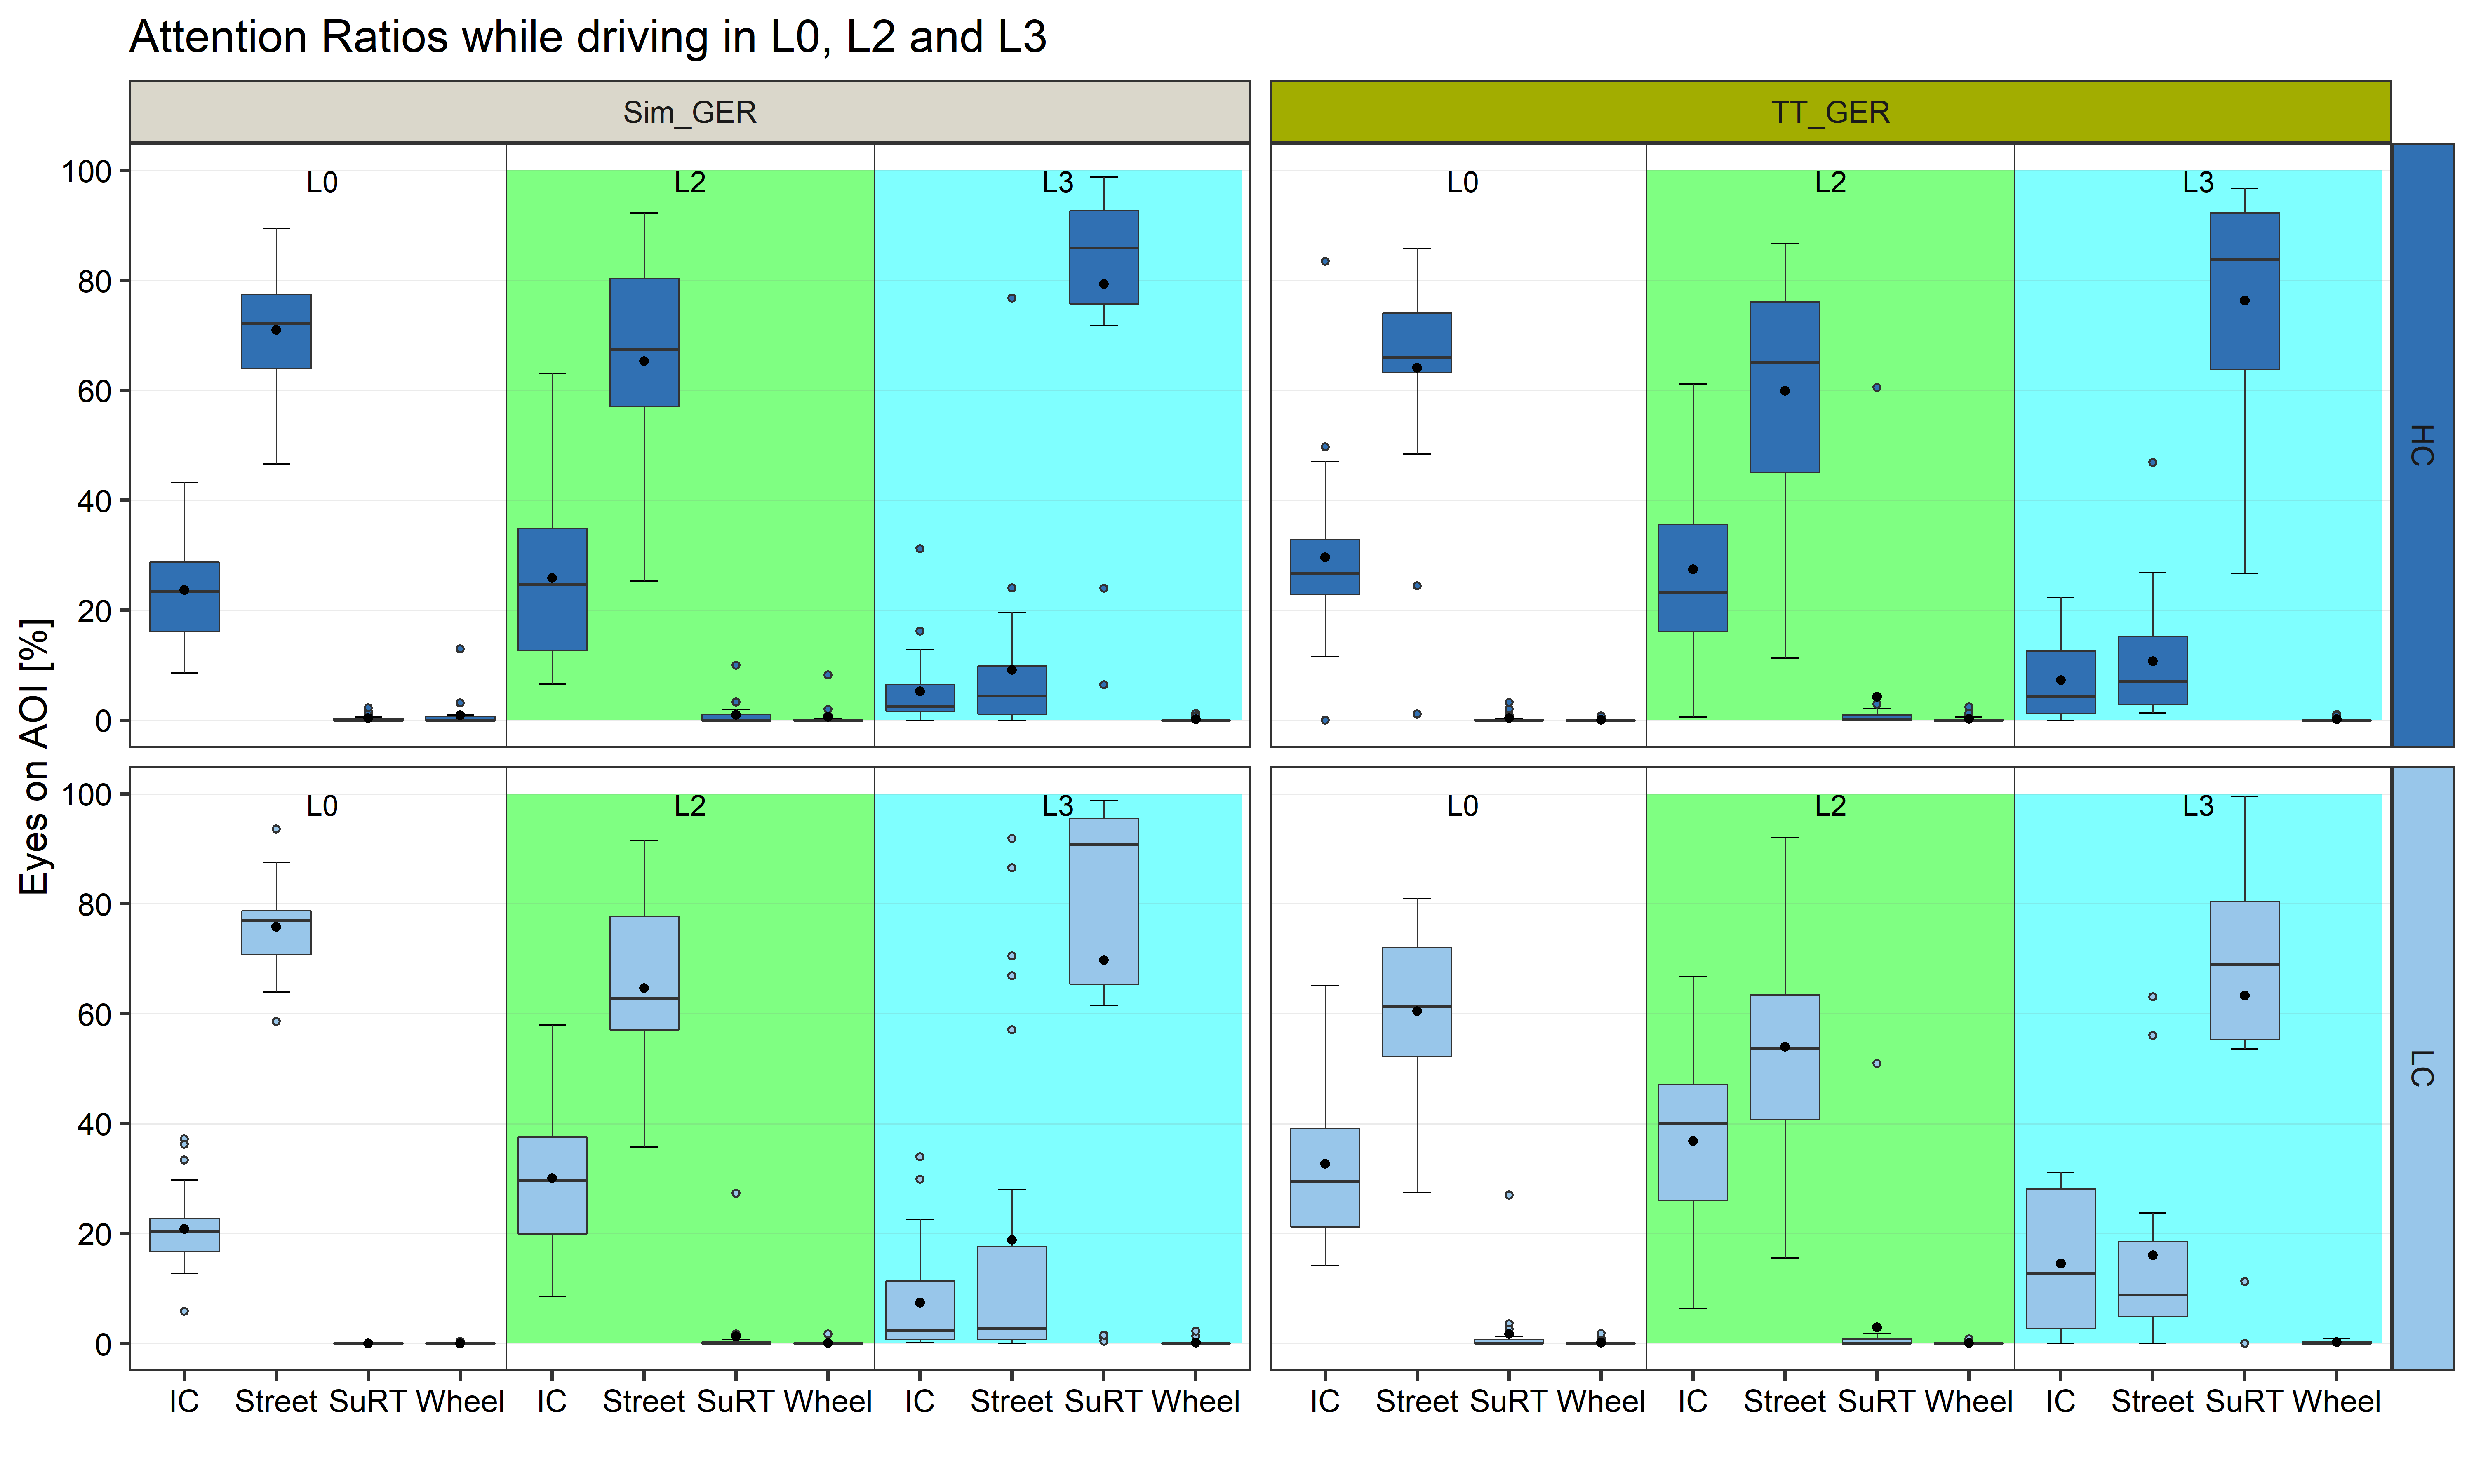 Attention Ratios while driving in L0, L2 and L3
Sim_GER
TT_GER
Eyes on AOI [%]
100
80
60
40
20
0
L0
L2
L3
L0
L2
L3
HC
100
80
60
40
20
0
L0
L2
L3
L0
L2
L3
LC
IC Street SuRT Wheel IC Street SuRT Wheel IC Street SuRT Wheel
IC Street SuRT Wheel IC Street SuRT Wheel IC Street SuRT Wheel